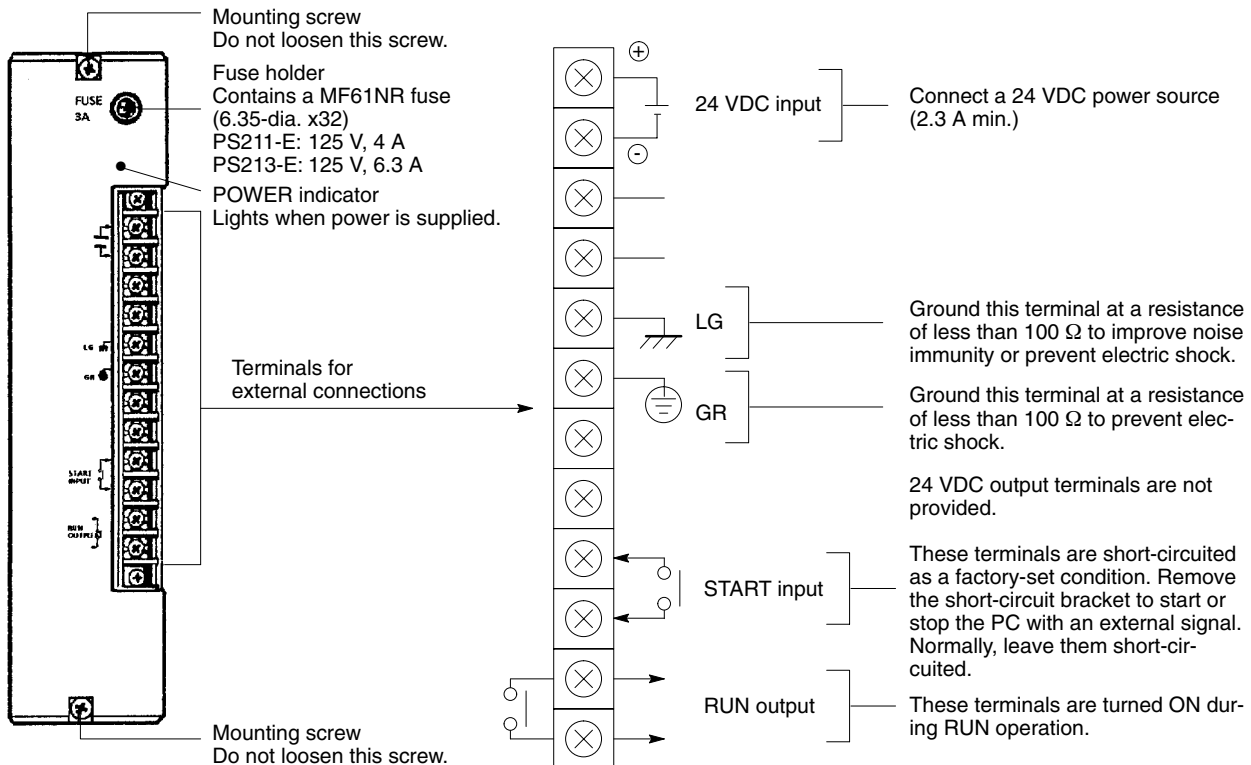 Mounting screw
Do not loosen this screw.
Fuse holder
Contains a MF61NR fuse
(6.35-dia. x32)
PS211-E: 125 V, 4 A
PS213-E: 125 V, 6.3 A
POWER indicator
Lights when power is supplied.
FUSE
3A
LG
GR
START
INPUT
RUN
OUTPUT
Terminals for
external connections
Mounting screw
Do not loosen this screw.
+
-
24 VDC input
Connect a 24 VDC power source
(2.3 A min.)
LG
Ground this terminal at a resistance
of less than 100 Ω to improve noise
immunity or prevent electric shock.
GR
Ground this terminal at a resistance
of less than 100 Ω to prevent elec-
tric shock.
24 VDC output terminals are not
provided.
START input
These terminals are short-circuited
as a factory-set condition. Remove
the short-circuit bracket to start or
stop the PC with an external signal.
Normally, leave them short-cir-
cuited.
RUN output
These terminals are turned ON dur-
ing RUN operation.